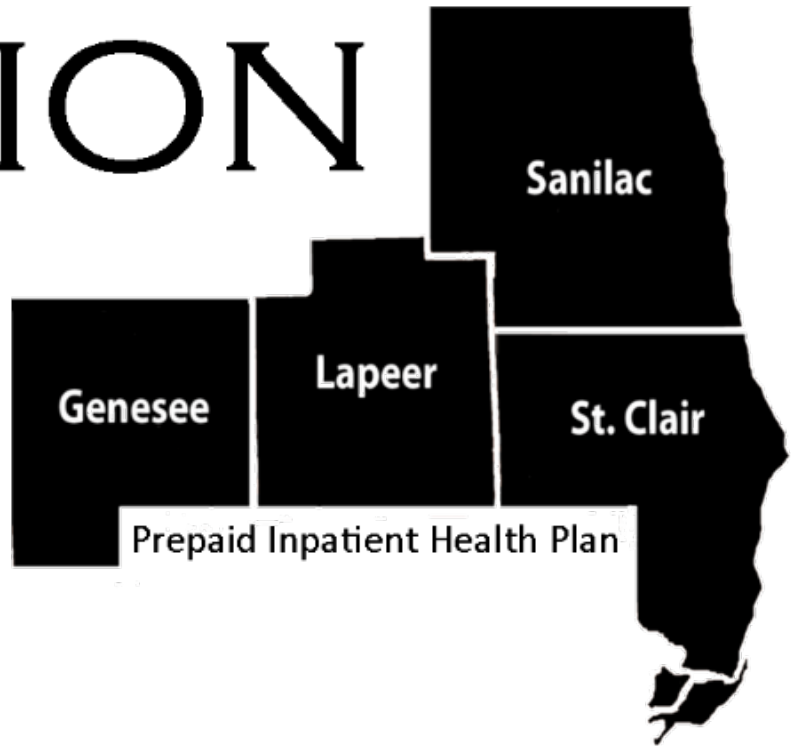 ION
Sanilac
Lapeer
Genesee
St. Clair
Prepaid Inpatient Health Plan